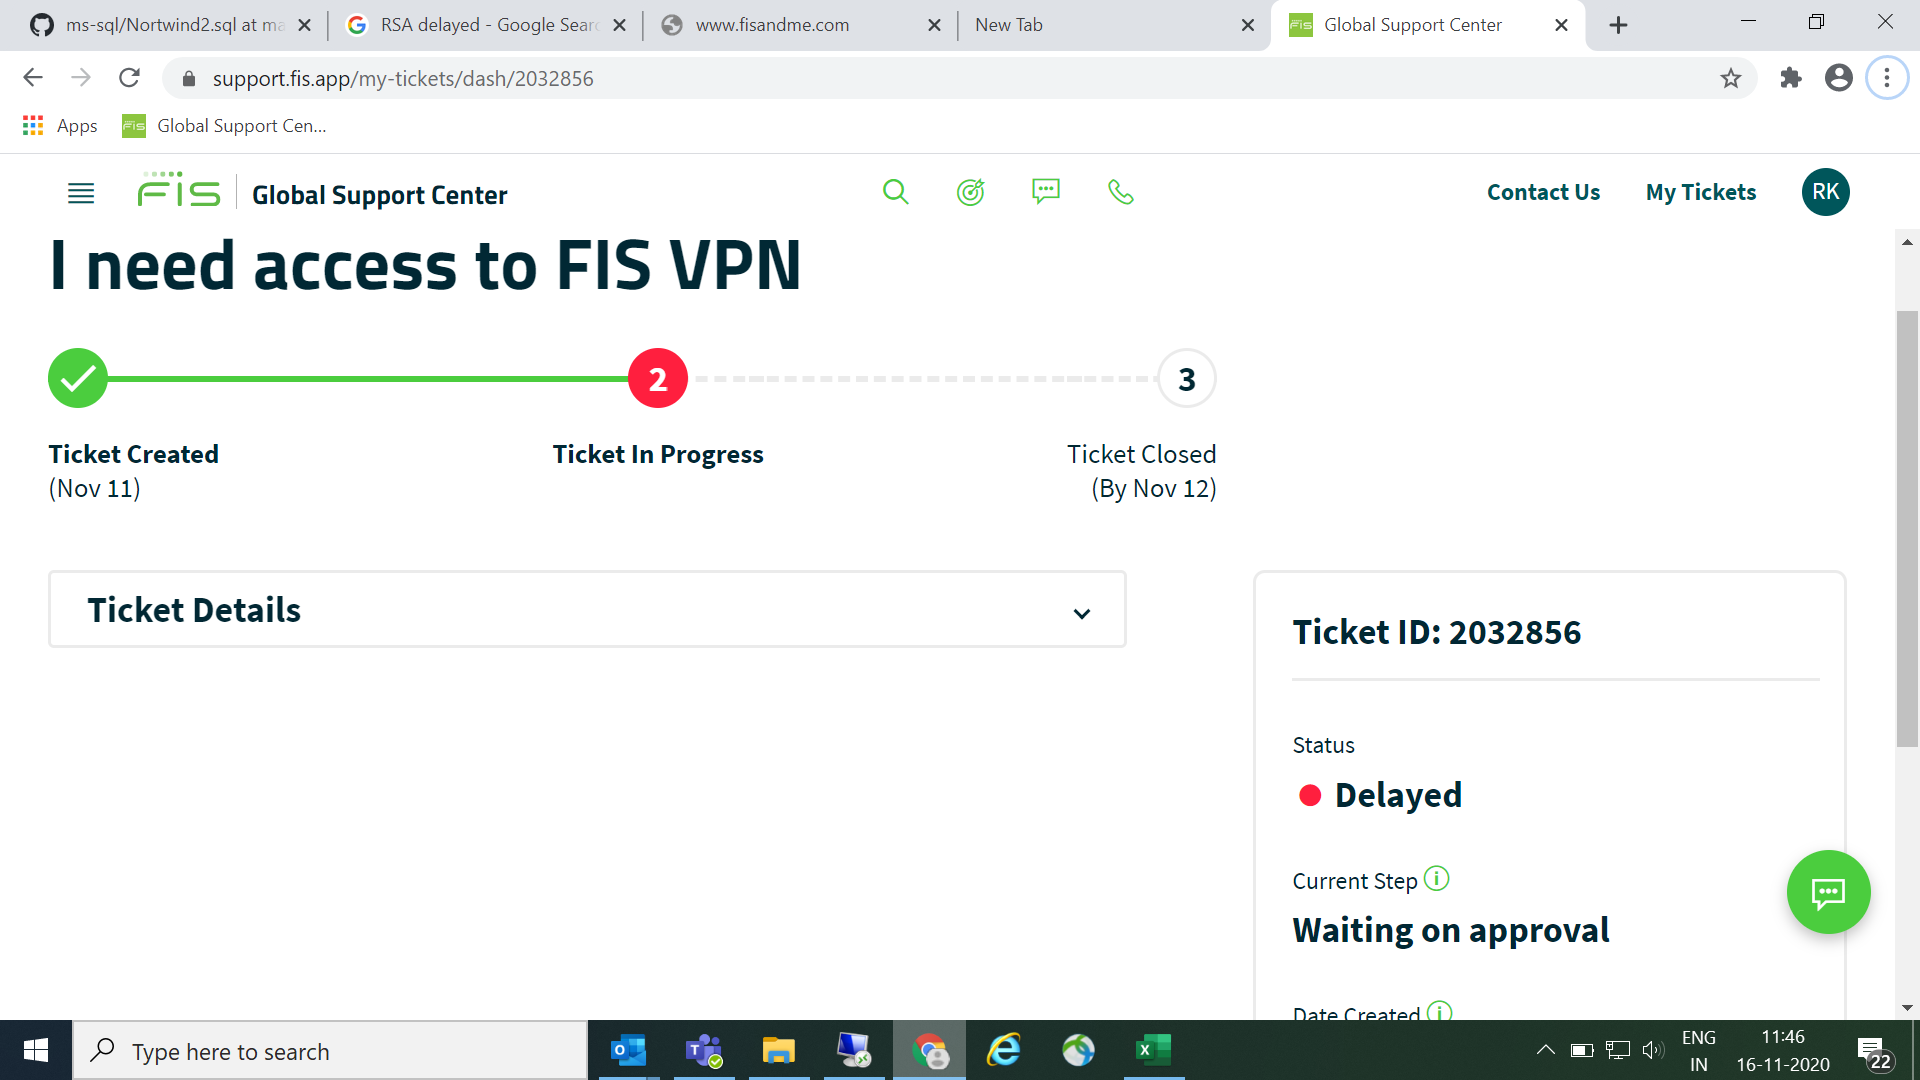 ms-sql/Nortwind2.sql at ma
RSA delayed - Google Searc
www.fisandme.com
New Tab
Global Support Center
support.fis.app/my-tickets/dash/2032856
Apps
FIS
Global Support Cen...
FIS
Global Support Center
Contact Us
My Tickets
RK
I need access to FIS VPN
2
3
Ticket Created
(Nov 11)
Ticket In Progress
Ticket Closed
(By Nov 12)
Ticket Details
Ticket ID: 2032856
Status
Delayed
Current Step
Waiting on approval
Date Created
Type here to search
ENG
IN
11:46
16-11-2020
22